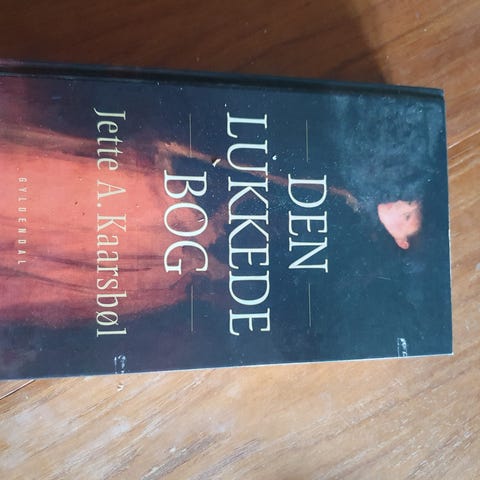 DEN
LUKKEDE
BOG
Jette A. Kaarsbøl
GYLDENDAL